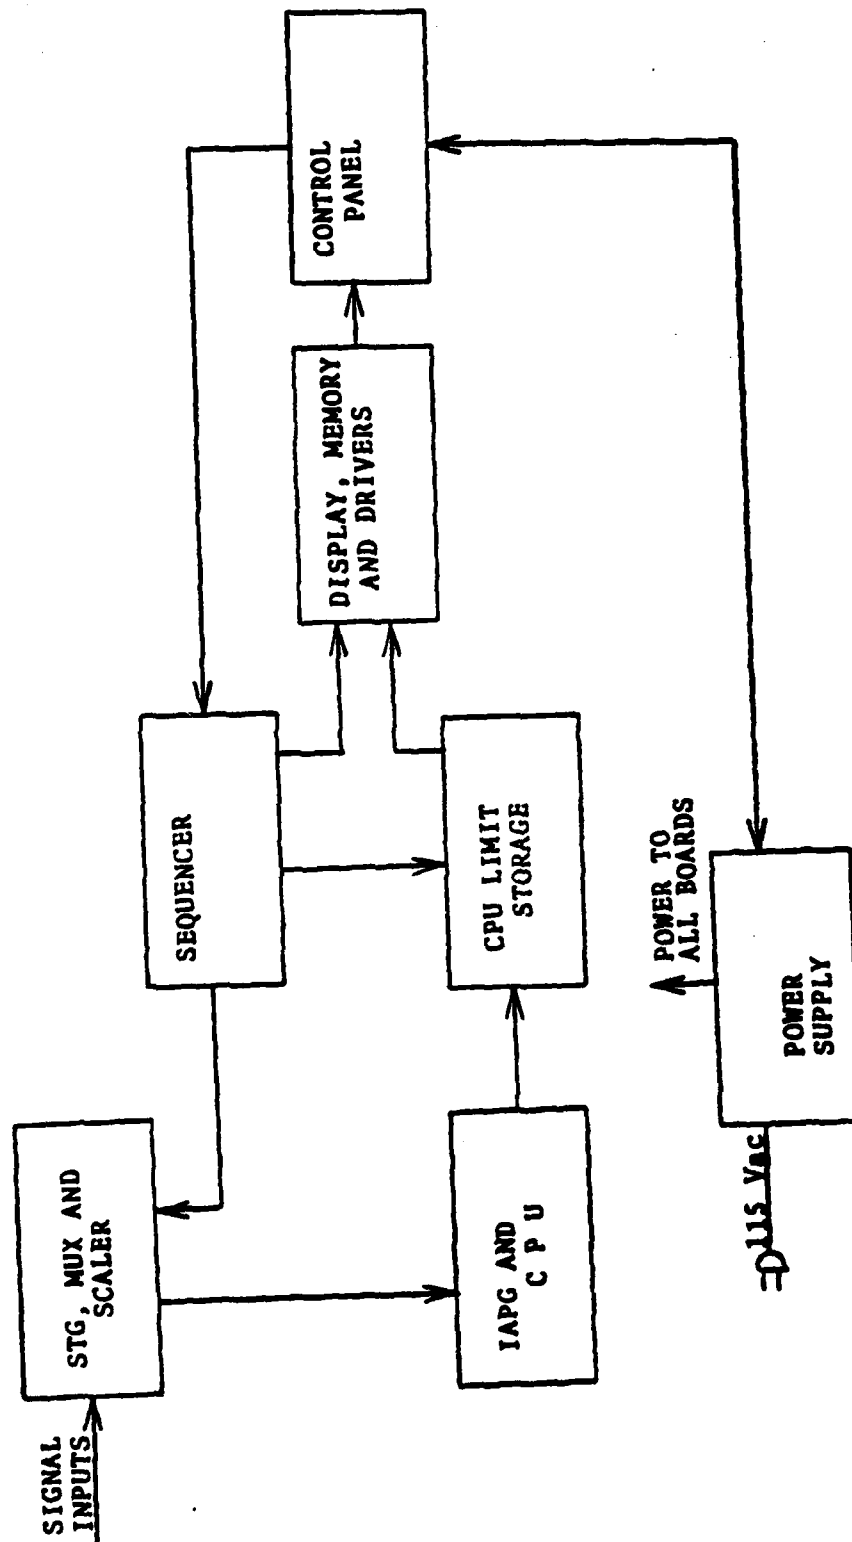 SIGNAL
INPUTS
STG, MUX AND
SCALER
SEQUENCER
CONTROL
PANEL
DISPLAY, MEMORY
AND DRIVERS
IAPG AND
C P U
CPU LIMIT
STORAGE
POWER TO
ALL BOARDS
115 Vac
POWER
SUPPLY